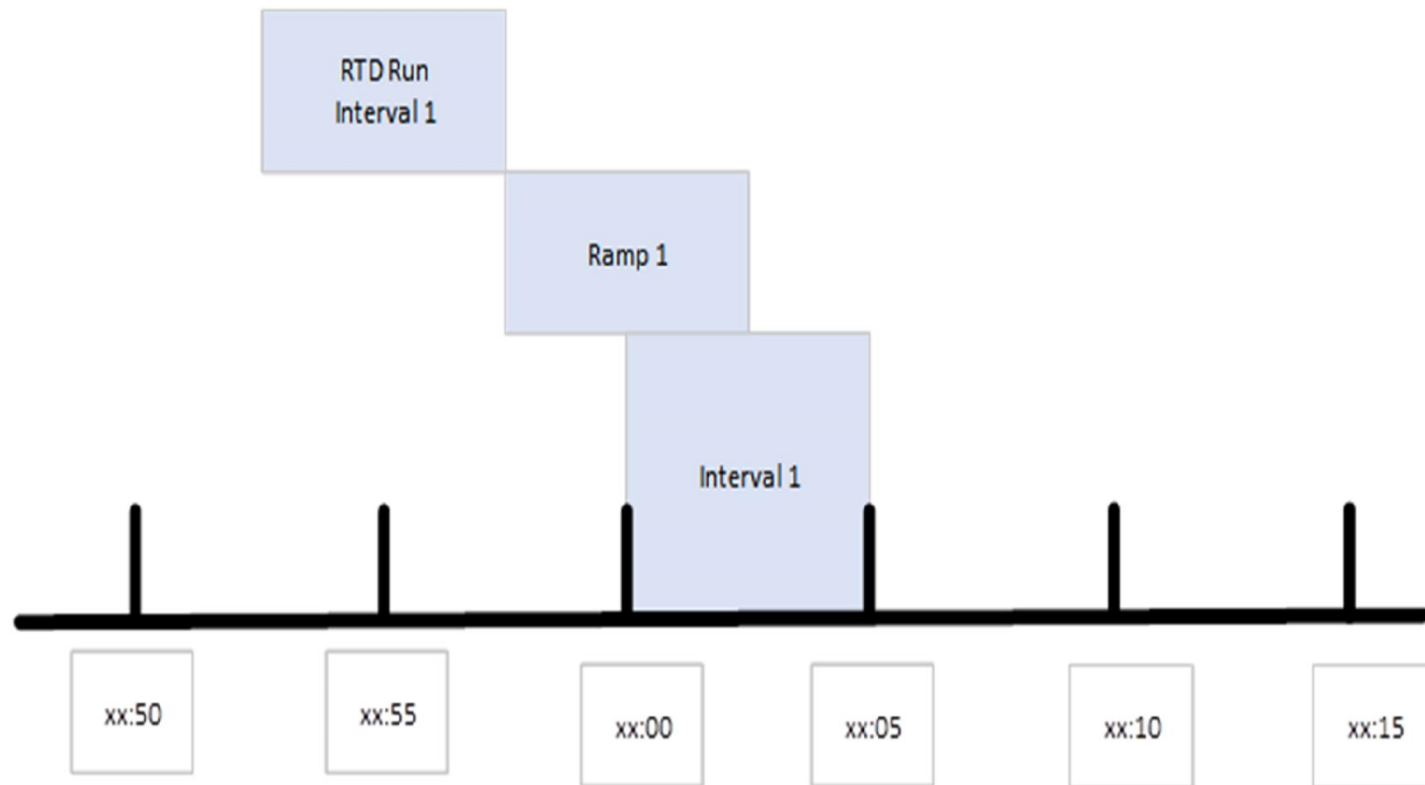 RTD Run
Interval 1
Ramp 1
Interval 1
xx:50
xx:55
xx:00
xx:05
xx:10
xx:15